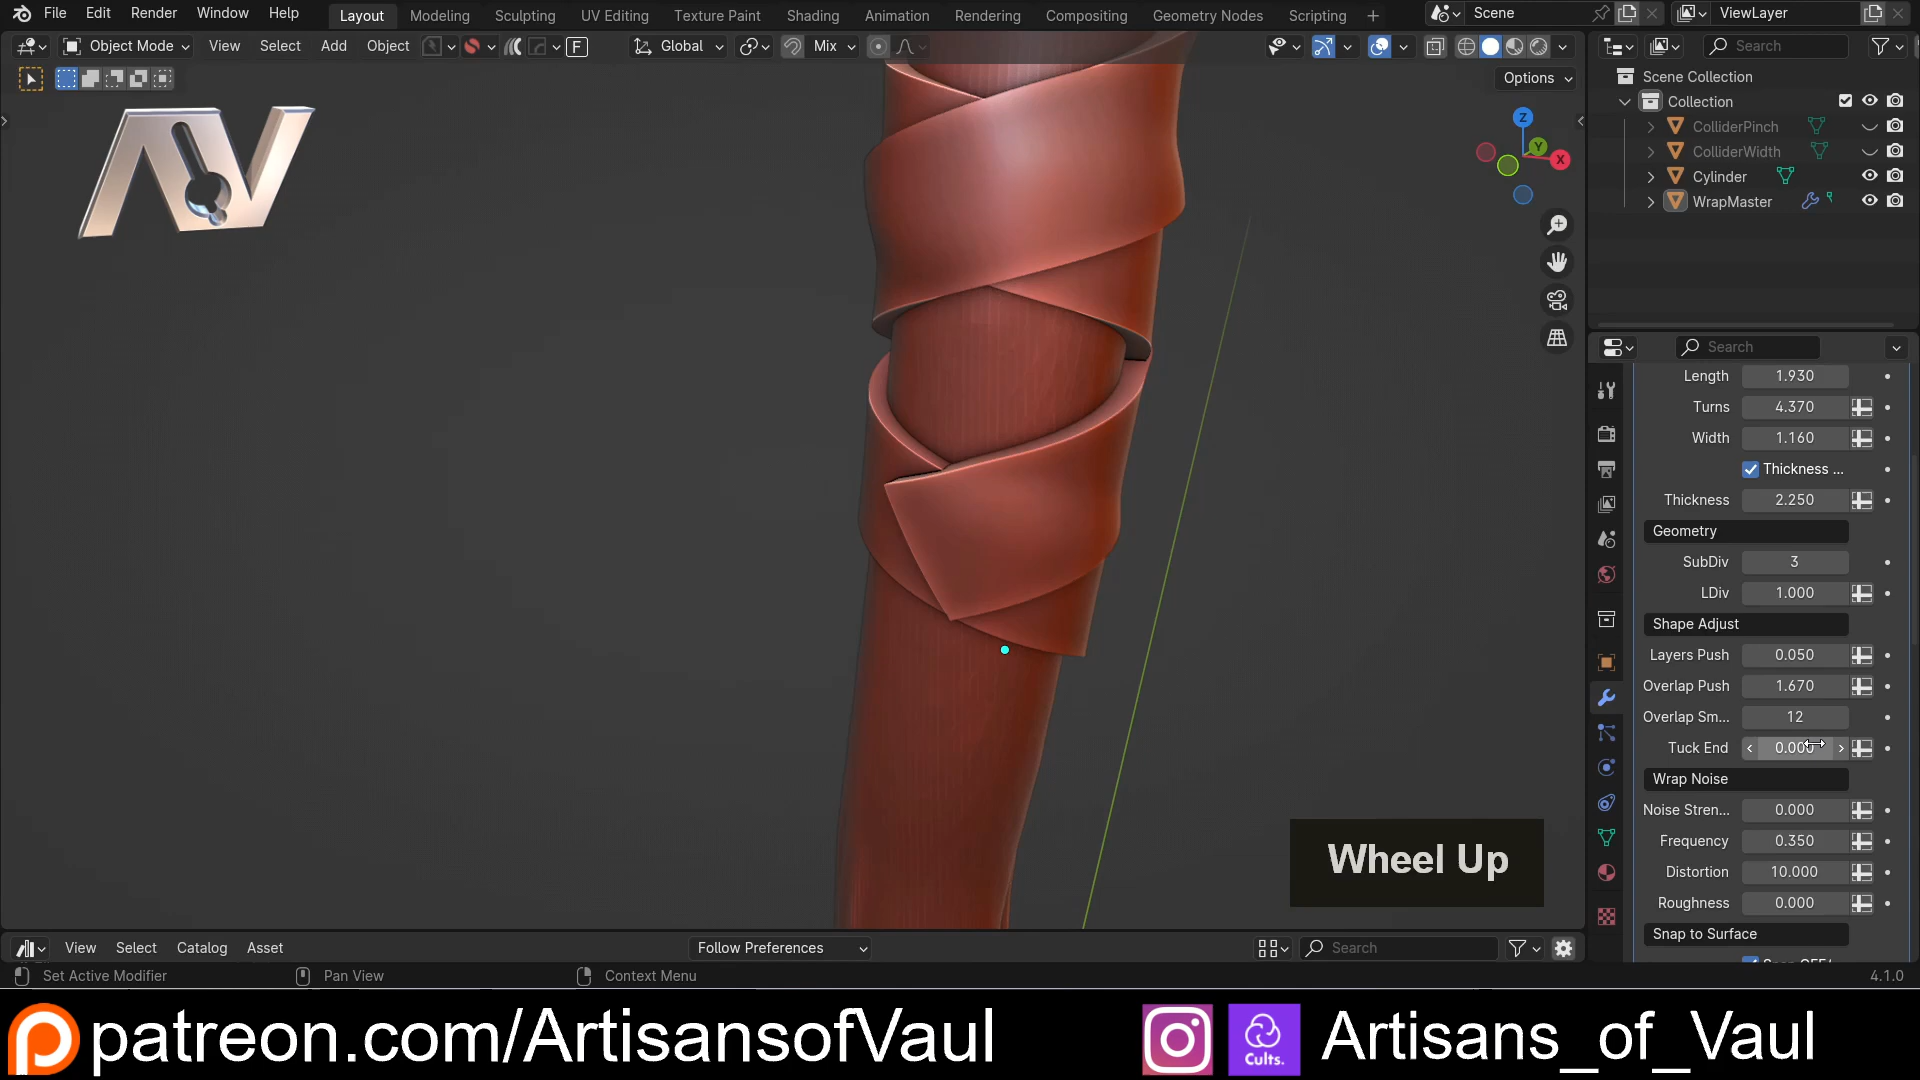 File Edit Render Window Help Layout Modeling Sculpting UV Editing Texture Paint Shading Animation Rendering Compositing Geometry Nodes Scripting + Scene ViewLayer
Object Mode View Select Add Object F Global Mix Search
Options
Scene Collection
Collection
ColliderPinch
ColliderWidth
Cylinder
WrapMaster
Z
Y
X
Search
Length 1.930
Turns 4.370
Width 1.160
Thickness ...
Thickness 2.250
Geometry
SubDiv 3
LDiv 1.000
Shape Adjust
Layers Push 0.050
Overlap Push 1.670
Overlap Sm... 12
Tuck End 0.000
Wrap Noise
Noise Stren... 0.000
Frequency 0.350
Distortion 10.000
Roughness 0.000
Snap to Surface
Wheel Up
View Select Catalog Asset Follow Preferences Search
Set Active Modifier Pan View Context Menu 4.1.0
patreon.com/ArtisansofVaul Cults. Artisans_of_Vaul